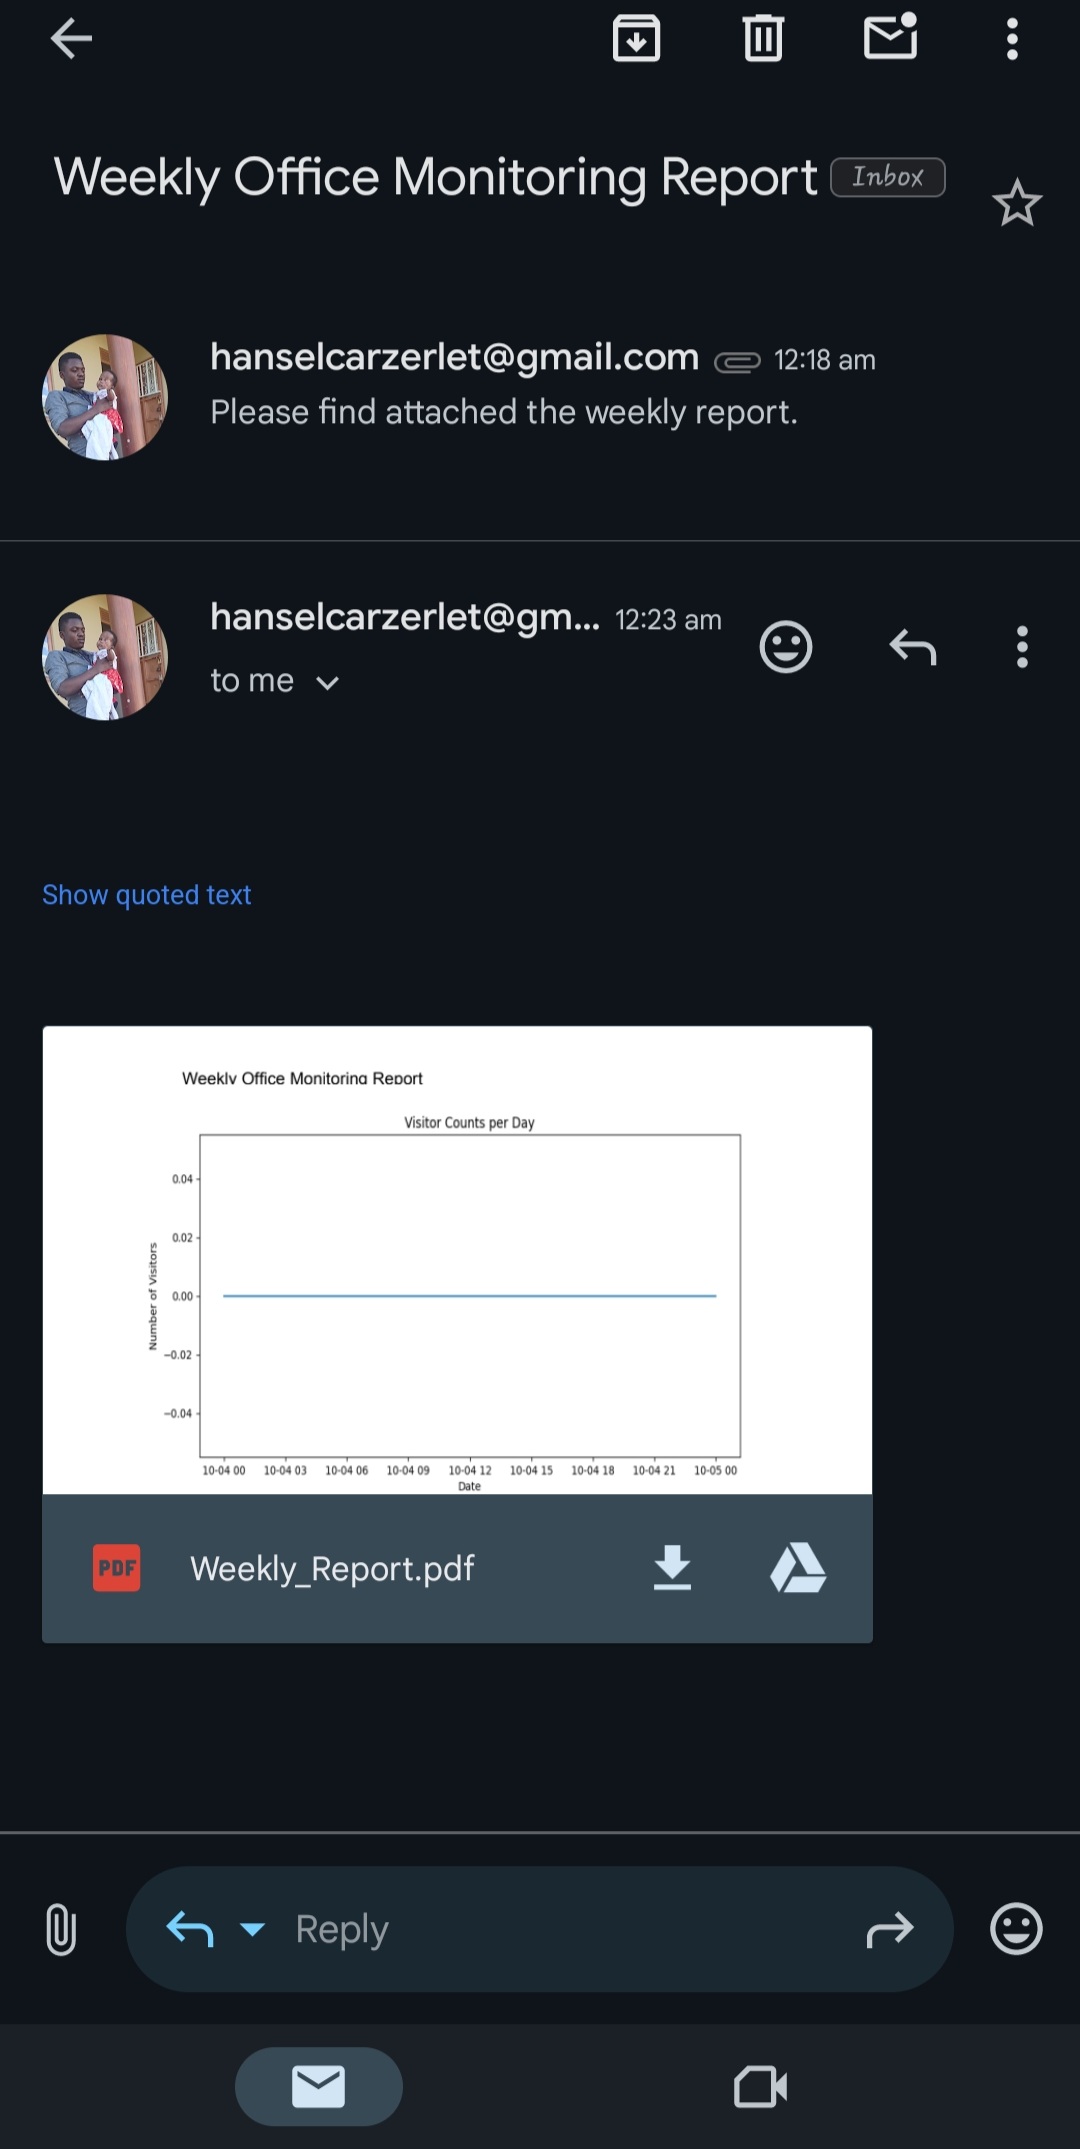 Weekly Office Monitoring Report Inbox
hanselcarzerlet@gmail.com 12:18 am
Please find attached the weekly report.
hanselcarzerlet@gm... 12:23 am
to me
Show quoted text
Weekly Office Monitoring Report
Visitor Counts per Day
0.04
0.02
0.00
−0.02
−0.04
Number of Visitors
10-04 00 10-04 03 10-04 06 10-04 09 10-04 12 10-04 15 10-04 18 10-04 21 10-05 00
Date
PDF Weekly_Report.pdf
Reply